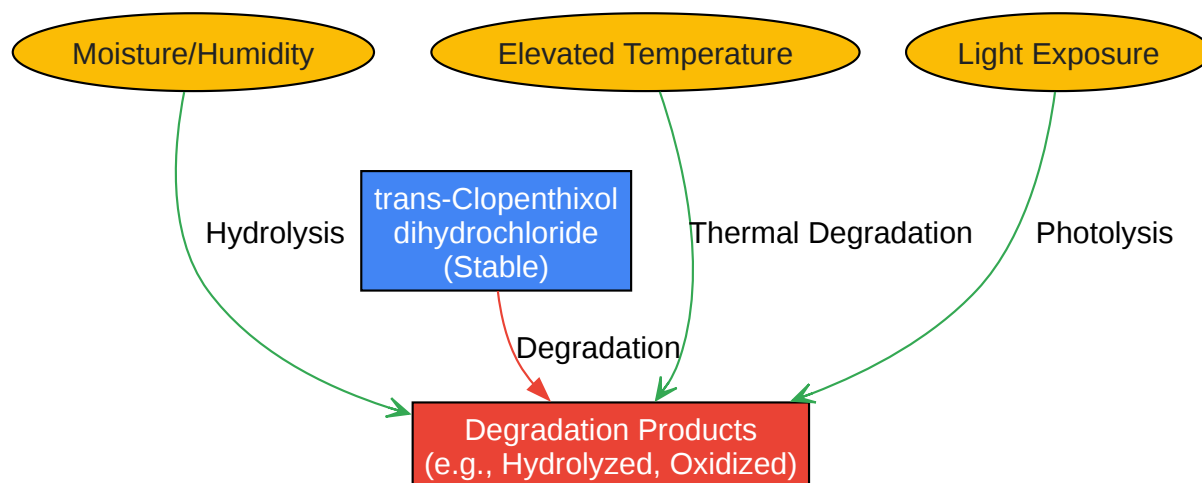 Moisture/Humidity
Elevated Temperature
Light Exposure
trans-Clopenthixol
dihydrochloride
(Stable)
Hydrolysis
Thermal Degradation
Photolysis
Degradation
Degradation Products
(e.g., Hydrolyzed, Oxidized)